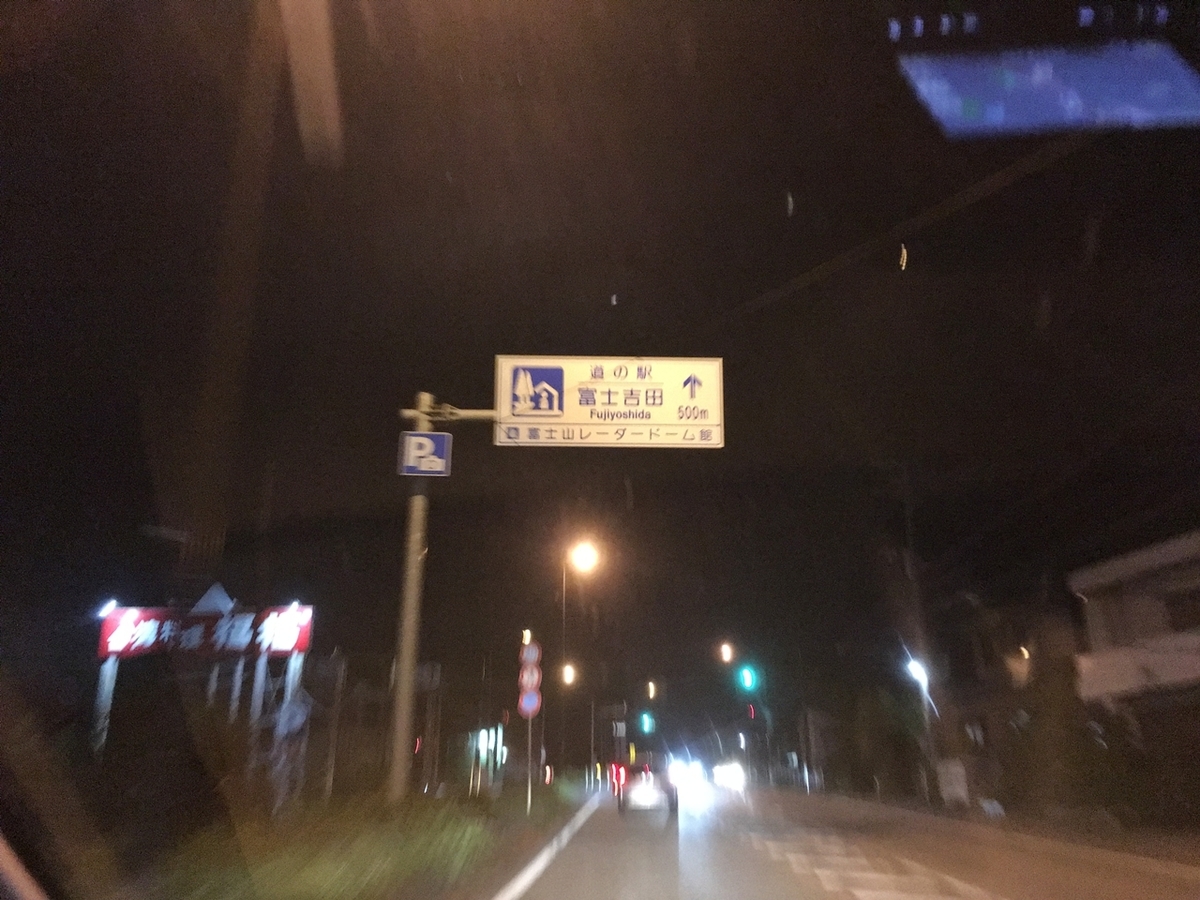 道の駅
富士吉田
Fujiyoshida
500m
富士山レーダードーム館
P